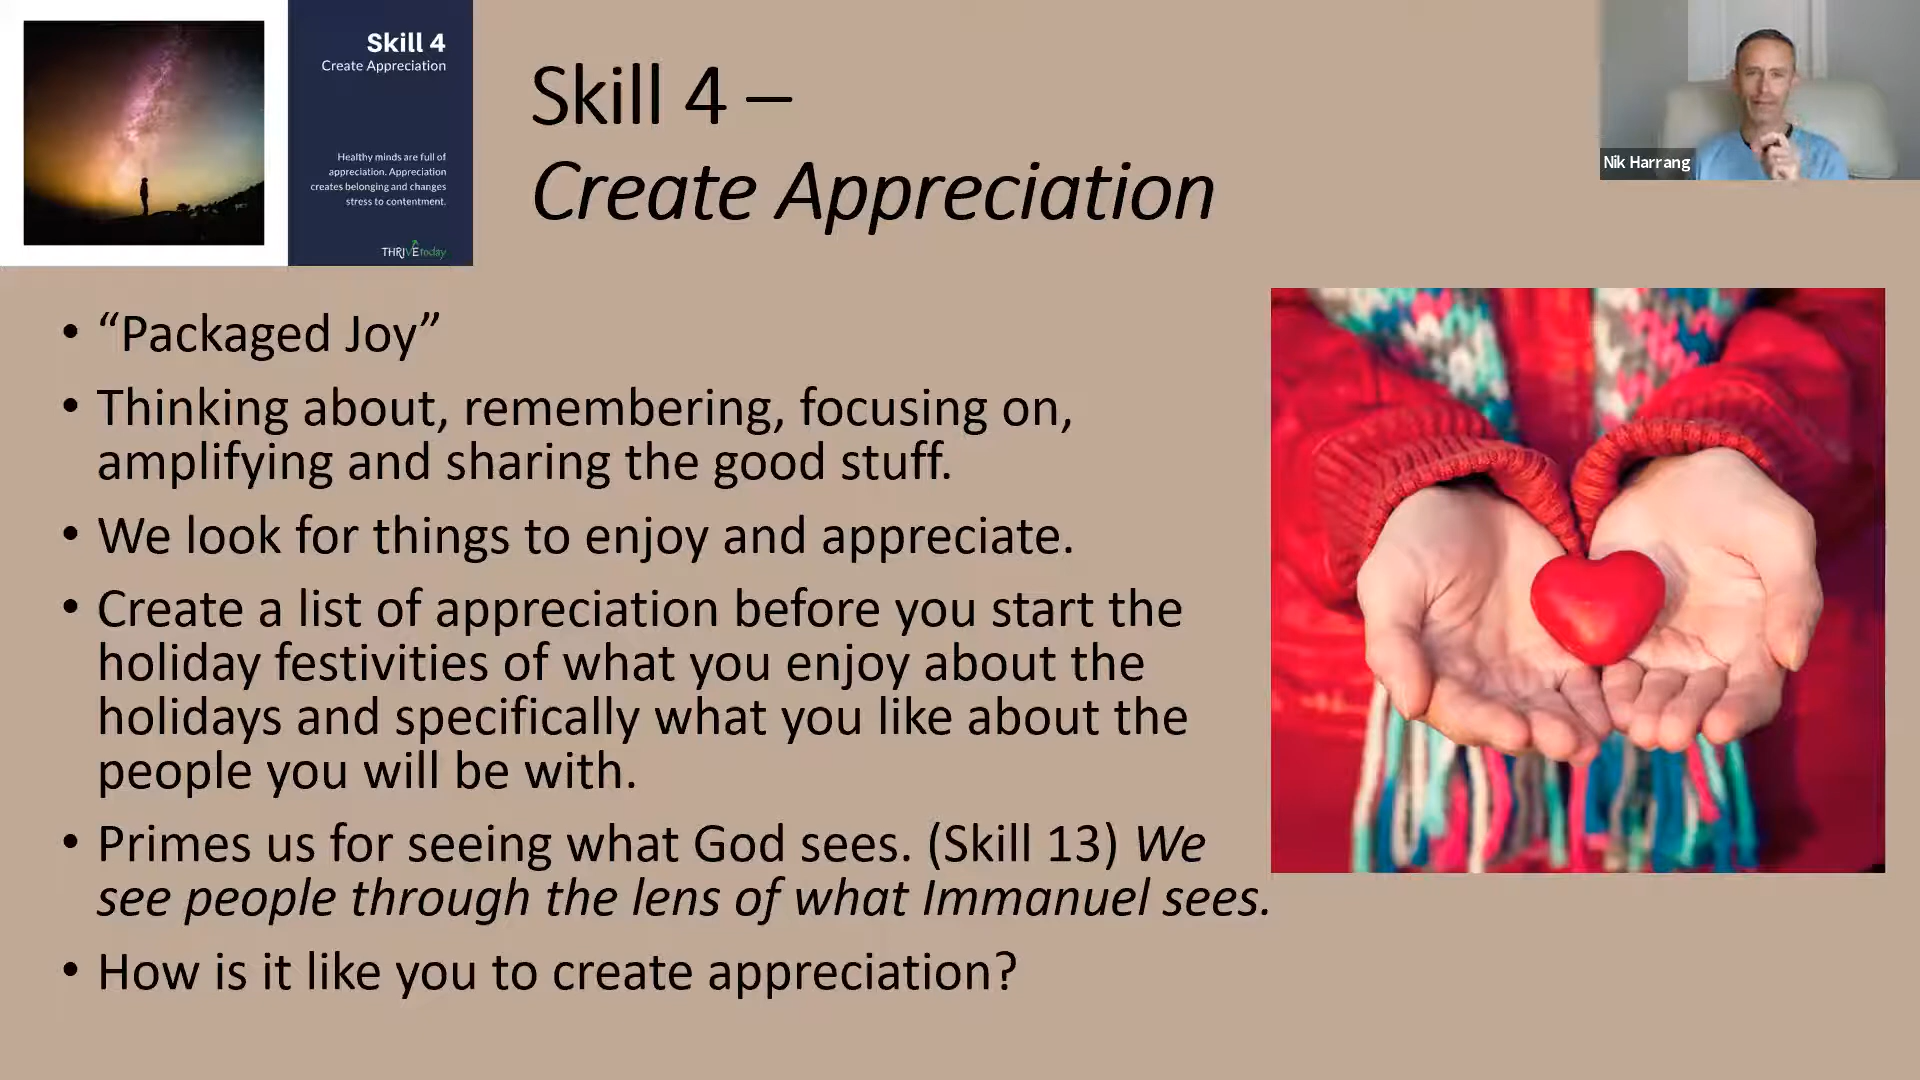 Skill 4
Create Appreciation
Healthy minds are full of
appreciation. Appreciation
creates belonging and changes
stress to contentment.
THRIVEtoday
Skill 4 –
Create Appreciation
Nik Harrang
• “Packaged Joy”
• Thinking about, remembering, focusing on,
amplifying and sharing the good stuff.
• We look for things to enjoy and appreciate.
• Create a list of appreciation before you start the
holiday festivities of what you enjoy about the
holidays and specifically what you like about the
people you will be with.
• Primes us for seeing what God sees. (Skill 13) We
see people through the lens of what Immanuel sees.
• How is it like you to create appreciation?